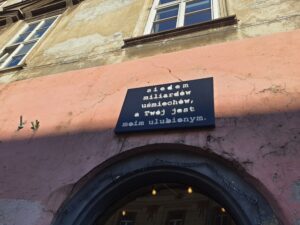 siedem
miliardów
uśmiechów,
a Twój jest
moim ulubionym.